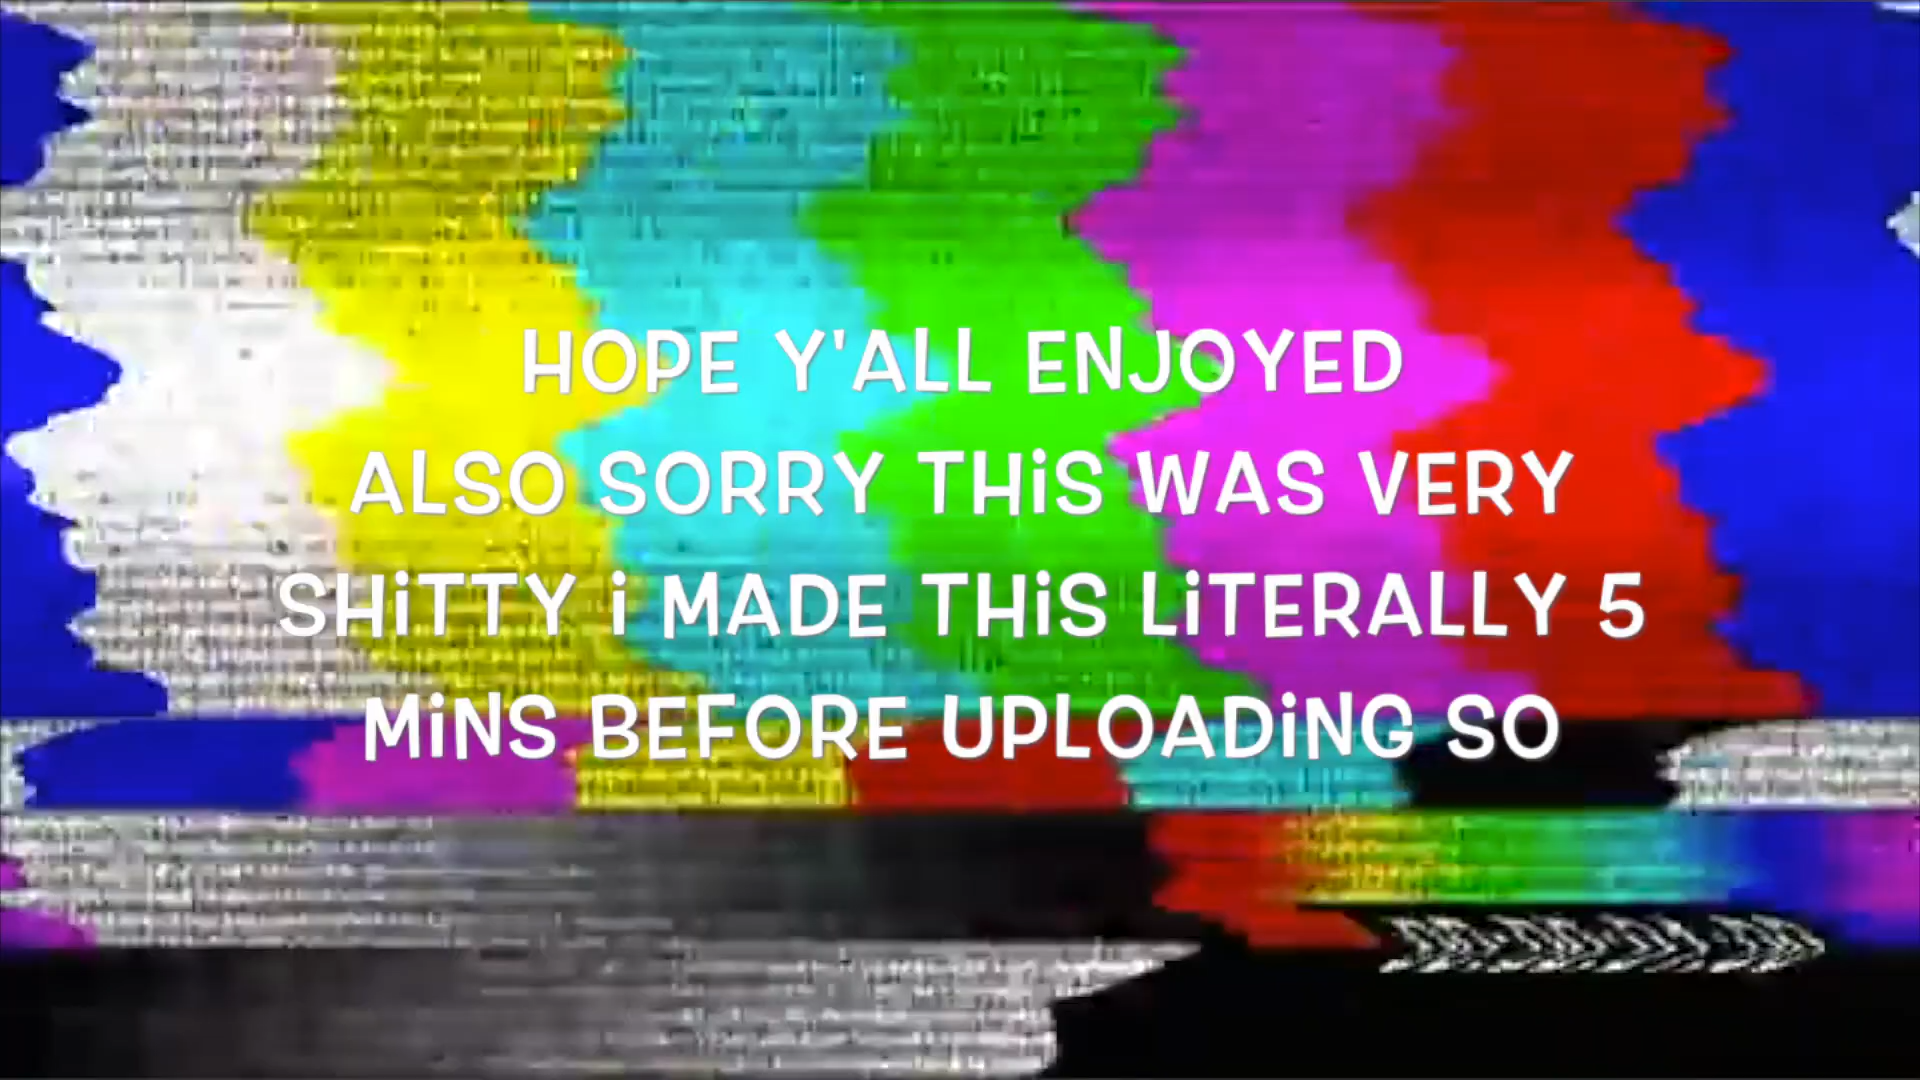 HOPE Y'ALL ENJOYED
ALSO SORRY THiS WAS VERY
SHiTTY i MADE THiS LiTERALLY 5
MiNS BEFORE UPLOADiNG SO